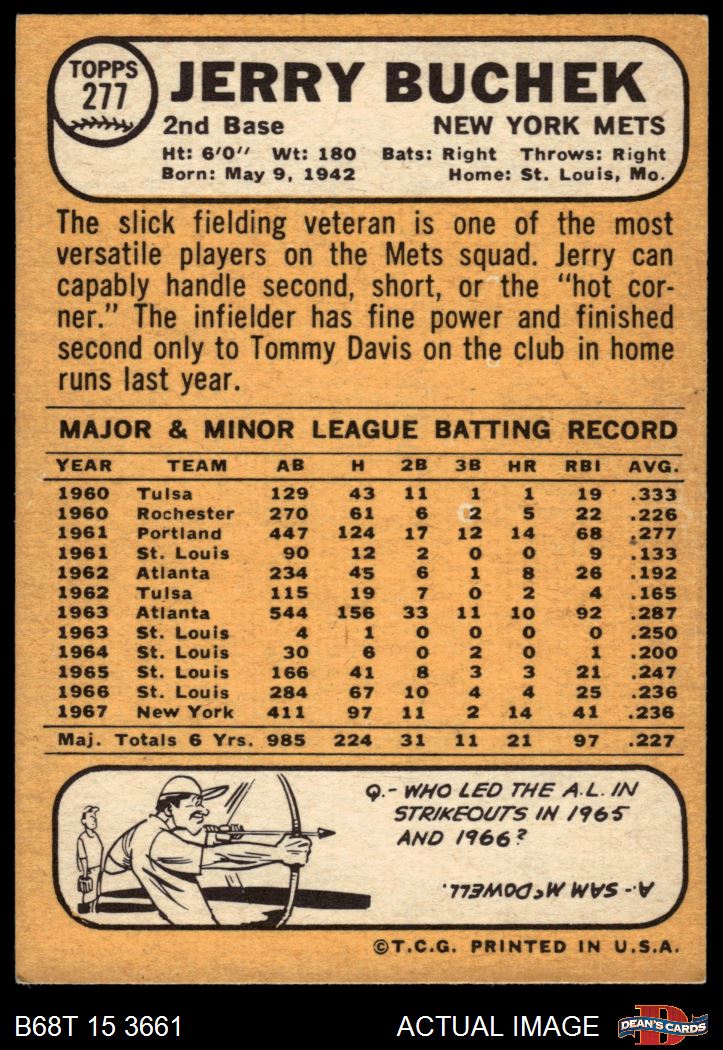 TOPPS
277
JERRY BUCHEK
2nd Base NEW YORK METS
Ht: 6'0'' Wt: 180 Bats: Right Throws: Right
Born: May 9, 1942 Home: St. Louis, Mo.
The slick fielding veteran is one of the most
versatile players on the Mets squad. Jerry can
capably handle second, short, or the "hot cor-
ner." The infielder has fine power and finished
second only to Tommy Davis on the club in home
runs last year.
MAJOR & MINOR LEAGUE BATTING RECORD
YEAR TEAM AB H 2B 3B HR RBI AVG.
1960 Tulsa 129 43 11 1 1 19 .333
1960 Rochester 270 61 6 2 5 22 .226
1961 Portland 447 124 17 12 14 68 .277
1961 St. Louis 90 12 2 0 0 9 .133
1962 Atlanta 234 45 6 1 8 26 .192
1962 Tulsa 115 19 7 0 2 4 .165
1963 Atlanta 544 156 33 11 10 92 .287
1963 St. Louis 4 1 0 0 0 0 .250
1964 St. Louis 30 6 0 2 0 1 .200
1965 St. Louis 166 41 8 3 3 21 .247
1966 St. Louis 284 67 10 4 4 25 .236
1967 New York 411 97 11 2 14 41 .236
Maj. Totals 6 Yrs. 985 224 31 11 21 97 .227
Q.- WHO LED THE A.L. IN
STRIKEOUTS IN 1965
AND 1966?
A.- SAM McDOWELL.
©T.C.G. PRINTED IN U.S.A.
B68T 15 3661 ACTUAL IMAGE
D
DEAN'S CARDS